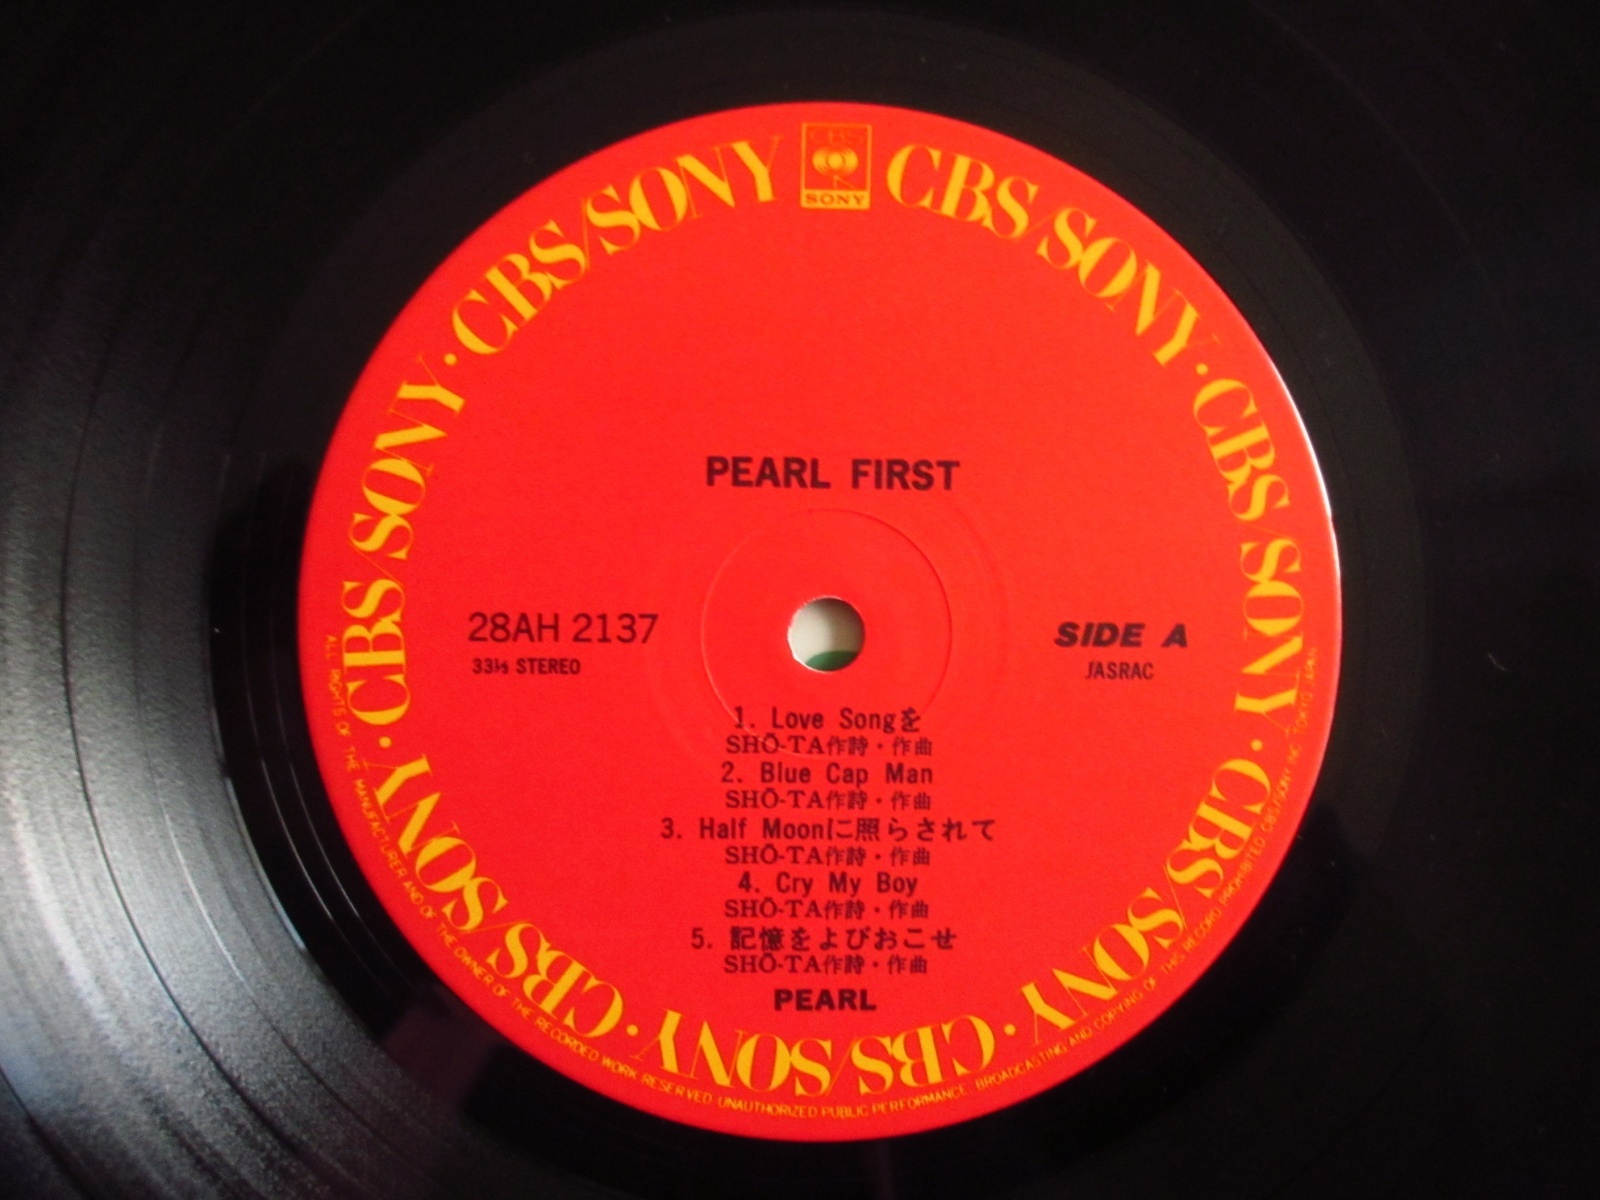 CBS
SONY
CBS/SONY · CBS/SONY · CBS/SONY · CBS/SONY · CBS/SONY · CBS/SONY · CBS/SONY · CBS/SONY
PEARL FIRST
28AH 2137
33⅓ STEREO
SIDE A
JASRAC
1. Love Songを
SHŌ-TA作詩・作曲
2. Blue Cap Man
SHŌ-TA作詩・作曲
3. Half Moonに照らされて
SHŌ-TA作詩・作曲
4. Cry My Boy
SHŌ-TA作詩・作曲
5. 記憶をよびおこせ
SHŌ-TA作詩・作曲
PEARL
ALL RIGHTS OF THE MANUFACTURER AND OF THE OWNER OF THE RECORDED WORK RESERVED. UNAUTHORIZED PUBLIC PERFORMANCE, BROADCASTING AND COPYING OF THIS RECORD PROHIBITED CBS/SONY INC. TOKYO JAPAN